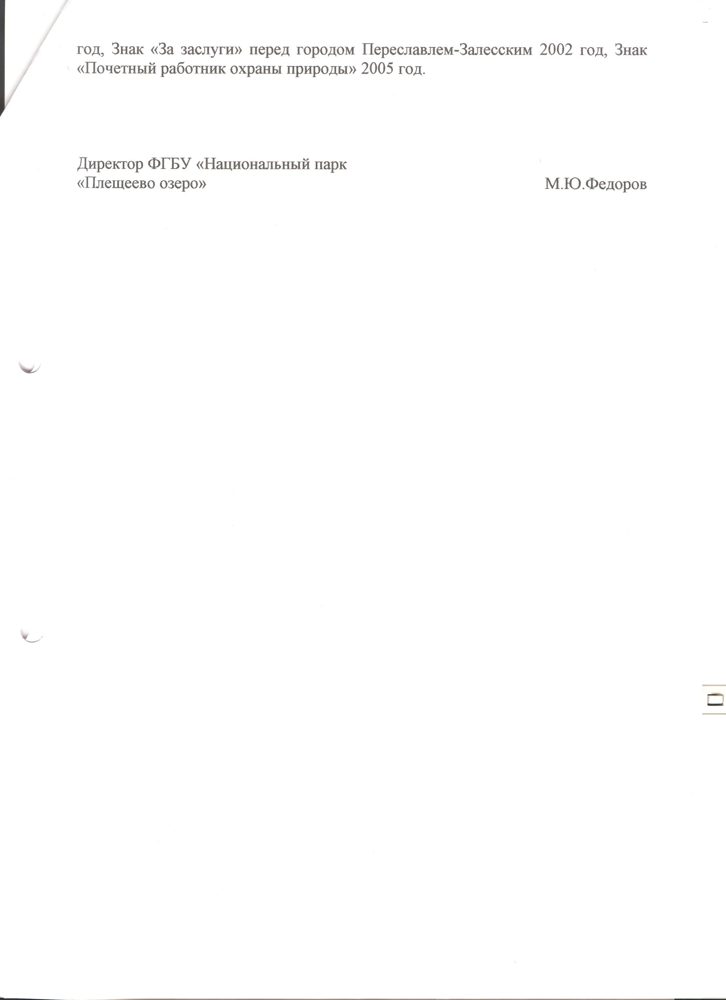 год, Знак «За заслуги» перед городом Переславлем-Залесским 2002 год, Знак
«Почетный работник охраны природы» 2005 год.
Директор ФГБУ «Национальный парк
«Плещеево озеро» М.Ю.Федоров